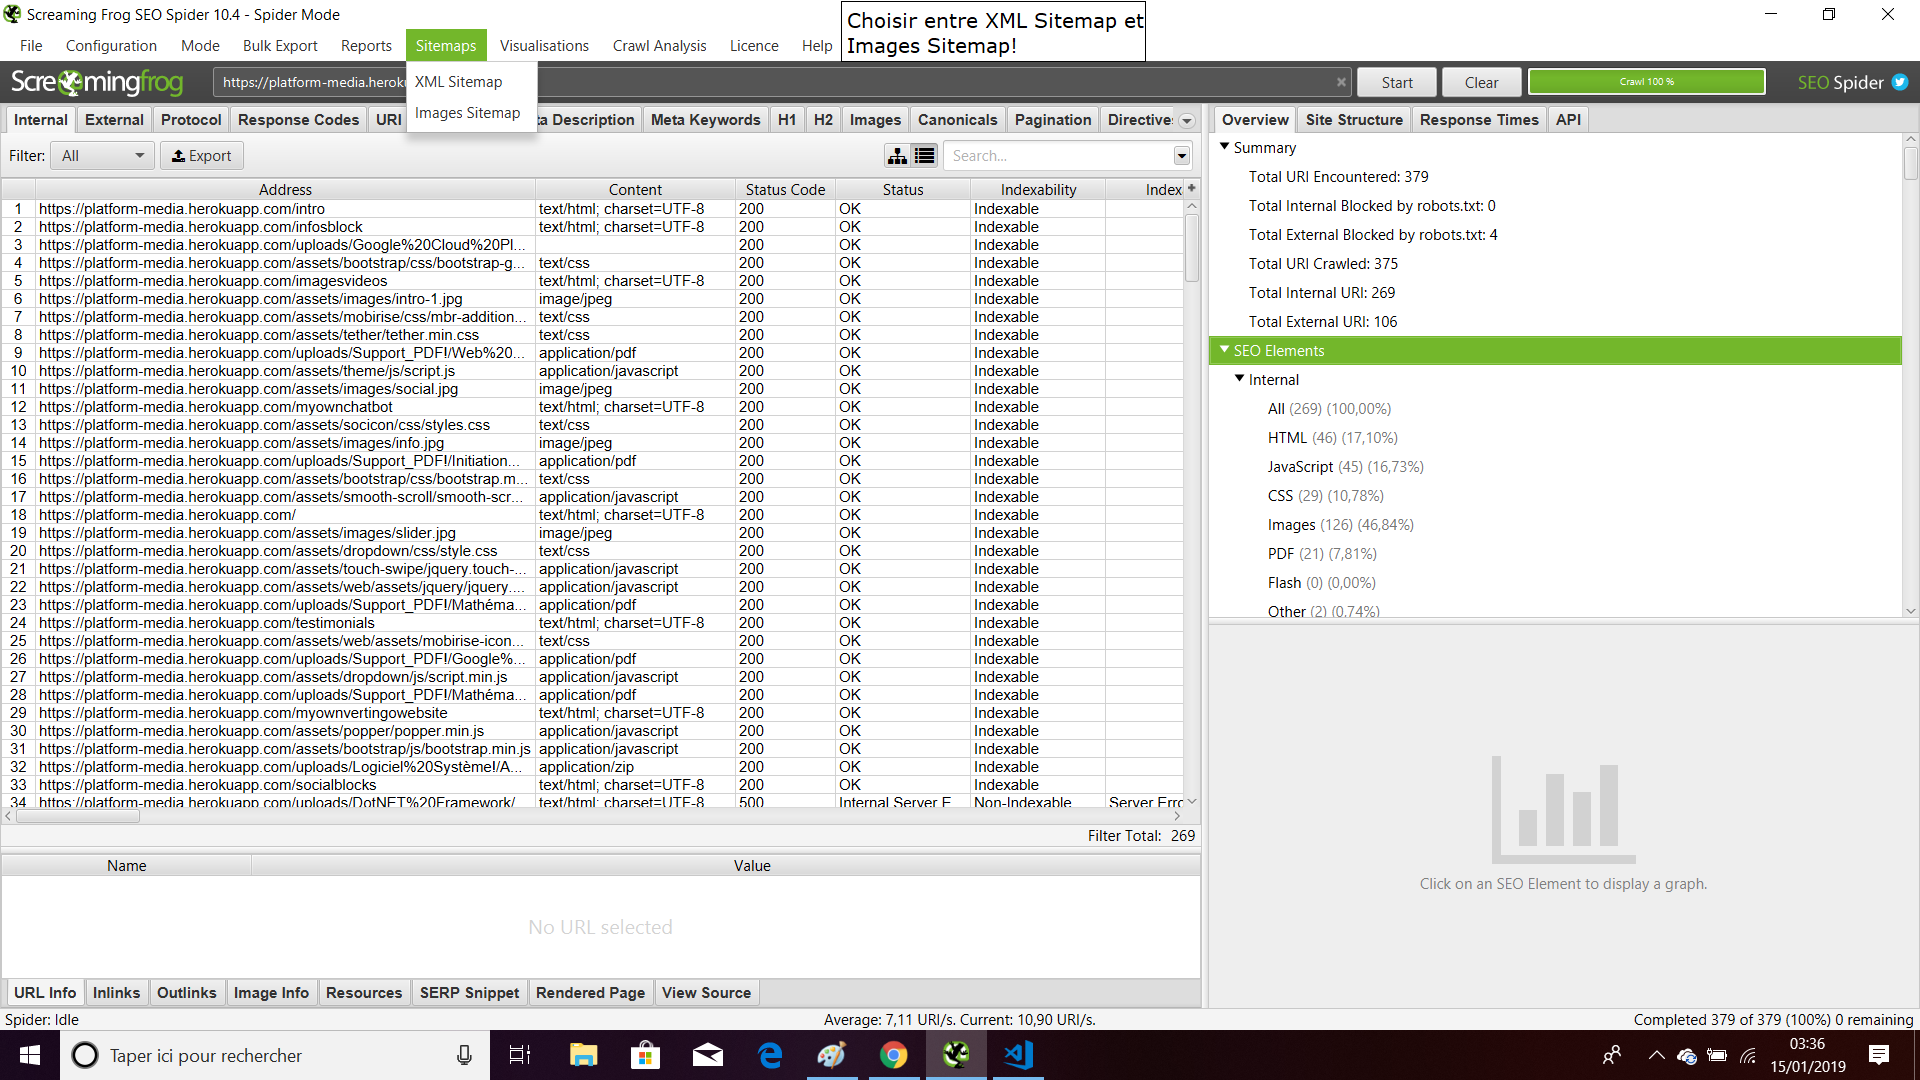 Screaming Frog SEO Spider 10.4 - Spider Mode
Choisir entre XML Sitemap et
Images Sitemap!
File Configuration Mode Bulk Export Reports Sitemaps Visualisations Crawl Analysis Licence Help
Screamingfrog https://platform-media.heroku Start Clear Crawl 100 % SEO Spider
XML Sitemap
Images Sitemap
Internal External Protocol Response Codes URI ta Description Meta Keywords H1 H2 Images Canonicals Pagination Directives
Filter: All Export Search...
Address Content Status Code Status Indexability Index
1 https://platform-media.herokuapp.com/intro text/html; charset=UTF-8 200 OK Indexable
2 https://platform-media.herokuapp.com/infosblock text/html; charset=UTF-8 200 OK Indexable
3 https://platform-media.herokuapp.com/uploads/Google%20Cloud%20Pl... 200 OK Indexable
4 https://platform-media.herokuapp.com/assets/bootstrap/css/bootstrap-g... text/css 200 OK Indexable
5 https://platform-media.herokuapp.com/imagesvideos text/html; charset=UTF-8 200 OK Indexable
6 https://platform-media.herokuapp.com/assets/images/intro-1.jpg image/jpeg 200 OK Indexable
7 https://platform-media.herokuapp.com/assets/mobirise/css/mbr-addition... text/css 200 OK Indexable
8 https://platform-media.herokuapp.com/assets/tether/tether.min.css text/css 200 OK Indexable
9 https://platform-media.herokuapp.com/uploads/Support_PDF!/Web%20... application/pdf 200 OK Indexable
10 https://platform-media.herokuapp.com/assets/theme/js/script.js application/javascript 200 OK Indexable
11 https://platform-media.herokuapp.com/assets/images/social.jpg image/jpeg 200 OK Indexable
12 https://platform-media.herokuapp.com/myownchatbot text/html; charset=UTF-8 200 OK Indexable
13 https://platform-media.herokuapp.com/assets/socicon/css/styles.css text/css 200 OK Indexable
14 https://platform-media.herokuapp.com/assets/images/info.jpg image/jpeg 200 OK Indexable
15 https://platform-media.herokuapp.com/uploads/Support_PDF!/Initiation... application/pdf 200 OK Indexable
16 https://platform-media.herokuapp.com/assets/bootstrap/css/bootstrap.m... text/css 200 OK Indexable
17 https://platform-media.herokuapp.com/assets/smooth-scroll/smooth-scr... application/javascript 200 OK Indexable
18 https://platform-media.herokuapp.com/ text/html; charset=UTF-8 200 OK Indexable
19 https://platform-media.herokuapp.com/assets/images/slider.jpg image/jpeg 200 OK Indexable
20 https://platform-media.herokuapp.com/assets/dropdown/css/style.css text/css 200 OK Indexable
21 https://platform-media.herokuapp.com/assets/touch-swipe/jquery.touch-... application/javascript 200 OK Indexable
22 https://platform-media.herokuapp.com/assets/web/assets/jquery/jquery.... application/javascript 200 OK Indexable
23 https://platform-media.herokuapp.com/uploads/Support_PDF!/Mathéma... application/pdf 200 OK Indexable
24 https://platform-media.herokuapp.com/testimonials text/html; charset=UTF-8 200 OK Indexable
25 https://platform-media.herokuapp.com/assets/web/assets/mobirise-icon... text/css 200 OK Indexable
26 https://platform-media.herokuapp.com/uploads/Support_PDF!/Google%... application/pdf 200 OK Indexable
27 https://platform-media.herokuapp.com/assets/dropdown/js/script.min.js application/javascript 200 OK Indexable
28 https://platform-media.herokuapp.com/uploads/Support_PDF!/Mathéma... application/pdf 200 OK Indexable
29 https://platform-media.herokuapp.com/myownvertingowebsite text/html; charset=UTF-8 200 OK Indexable
30 https://platform-media.herokuapp.com/assets/popper/popper.min.js application/javascript 200 OK Indexable
31 https://platform-media.herokuapp.com/assets/bootstrap/js/bootstrap.min.js application/javascript 200 OK Indexable
32 https://platform-media.herokuapp.com/uploads/Logiciel%20Système!/A... application/zip 200 OK Indexable
33 https://platform-media.herokuapp.com/socialblocks text/html; charset=UTF-8 200 OK Indexable
34 https://platform-media.herokuapp.com/uploads/DotNET%20Framework/ text/html; charset=UTF-8 500 Internal Server E Non-Indexable Server Erro
Filter Total: 269
Name Value
No URL selected
URL Info Inlinks Outlinks Image Info Resources SERP Snippet Rendered Page View Source
Overview Site Structure Response Times API
Summary
Total URI Encountered: 379
Total Internal Blocked by robots.txt: 0
Total External Blocked by robots.txt: 4
Total URI Crawled: 375
Total Internal URI: 269
Total External URI: 106
SEO Elements
Internal
All (269) (100,00%)
HTML (46) (17,10%)
JavaScript (45) (16,73%)
CSS (29) (10,78%)
Images (126) (46,84%)
PDF (21) (7,81%)
Flash (0) (0,00%)
Other (2) (0,74%)
Click on an SEO Element to display a graph.
Spider: Idle Average: 7,11 URI/s. Current: 10,90 URI/s. Completed 379 of 379 (100%) 0 remaining
Taper ici pour rechercher
03:36
15/01/2019